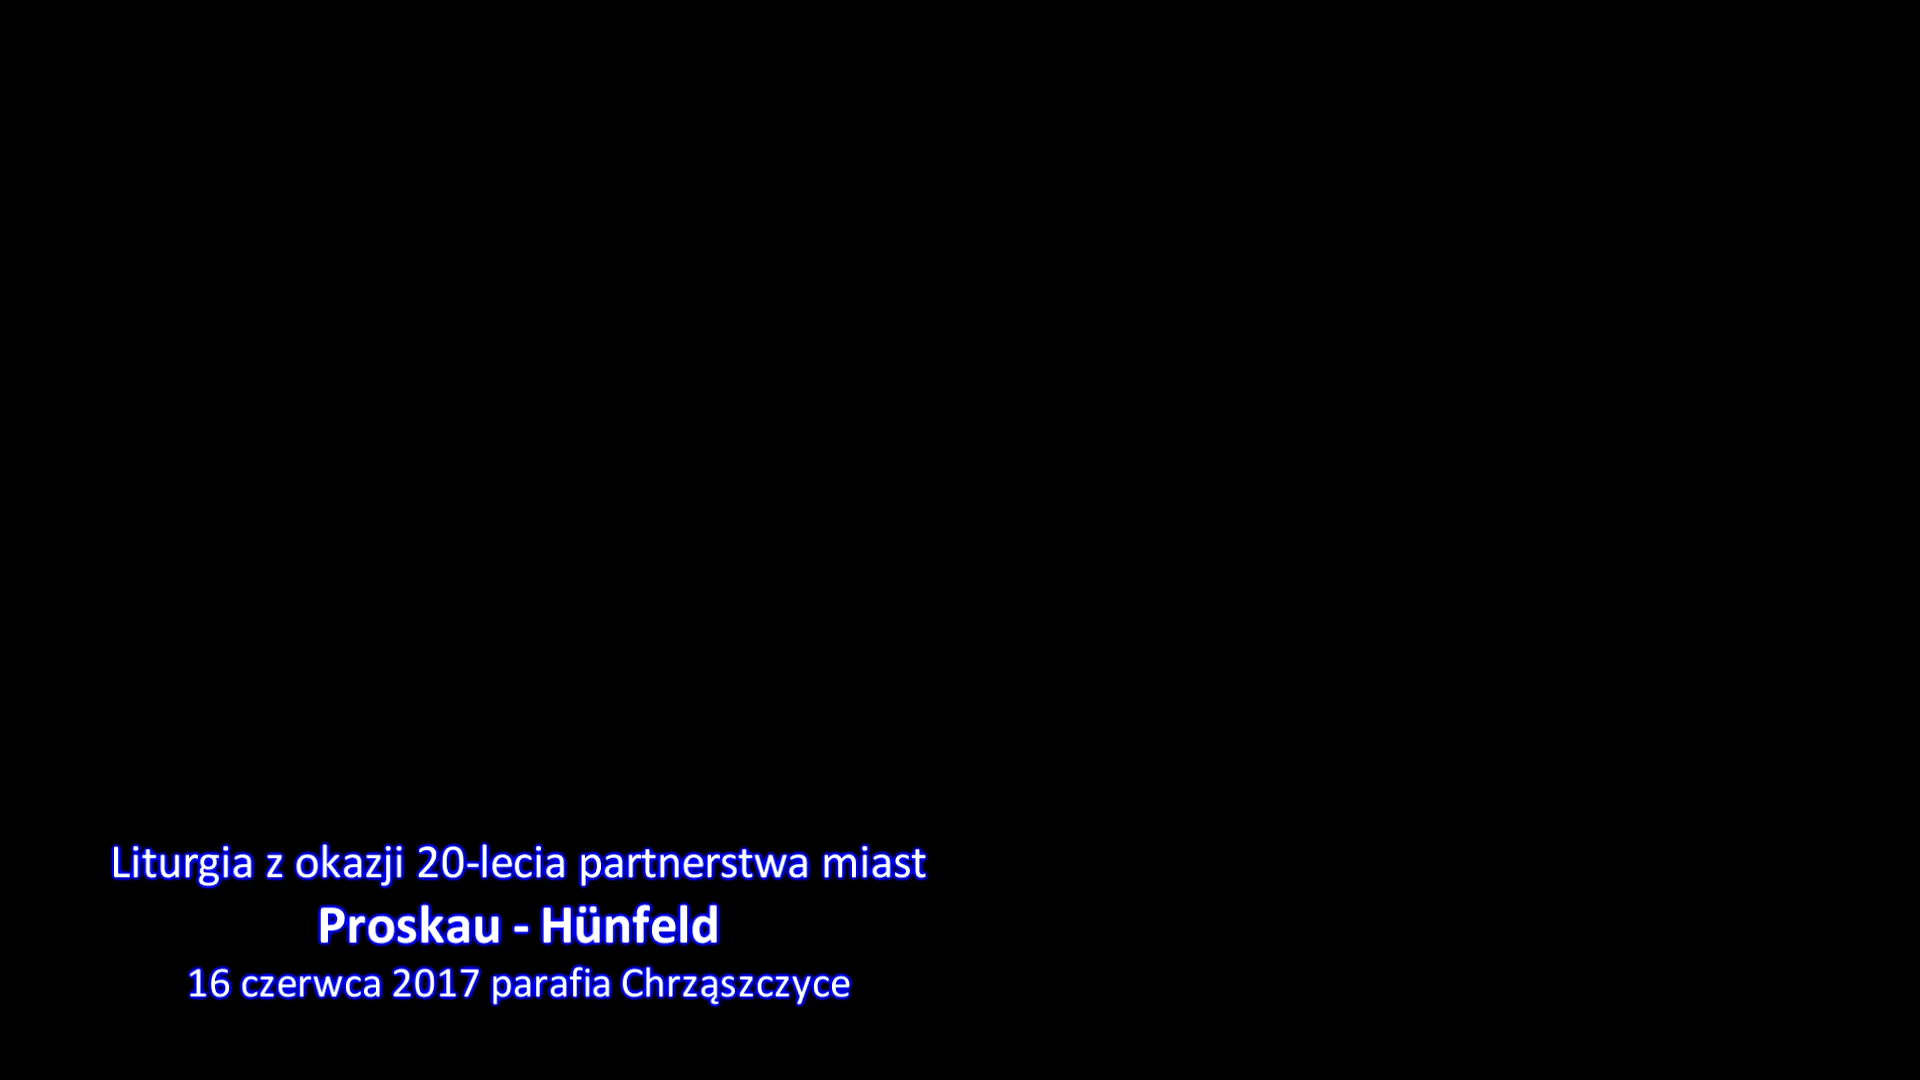 Liturgia z okazji 20-lecia partnerstwa miast
Proskau - Hünfeld
16 czerwca 2017 parafia Chrząszczyce